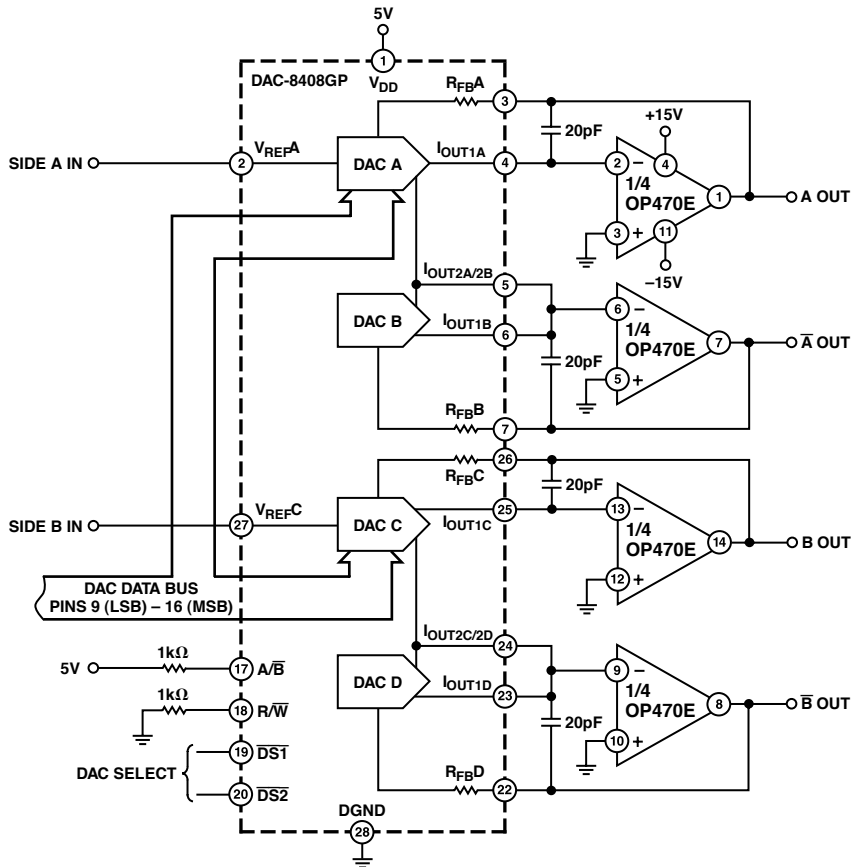 5V
1
DAC-8408GP
VDD
RFBA
3
+15V
20pF
SIDE A IN
VREFA
2
DAC A
IOUT1A
4
2 −
4
1/4
OP470E
1
A OUT
3 +
11
−15V
IOUT2A/2B
5
DAC B
IOUT1B
6
6 −
1/4
OP470E
7
A̅ OUT
20pF
5 +
RFBB
7
26
RFBC
20pF
SIDE B IN
VREFC
27
DAC C
IOUT1C
25
13 −
1/4
OP470E
14
B OUT
12 +
DAC DATA BUS
PINS 9 (LSB) – 16 (MSB)
IOUT2C/2D
24
5V
1kΩ
17
A/B̅
DAC D
IOUT1D
23
9 −
1/4
OP470E
8
B̅ OUT
1kΩ
18
R/W̅
20pF
10 +
DAC SELECT
19
D̅S̅1̅
20
D̅S̅2̅
RFBD
22
DGND
28